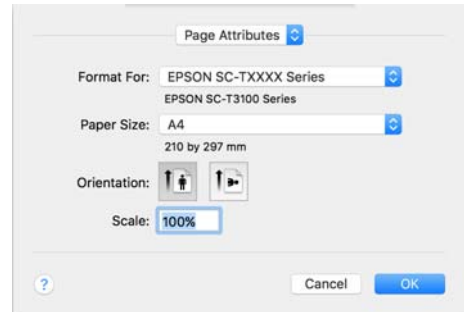 Page Attributes
Format For: EPSON SC-TXXXX Series
EPSON SC-T3100 Series
Paper Size: A4
210 by 297 mm
Orientation:
Scale: 100%
? Cancel OK